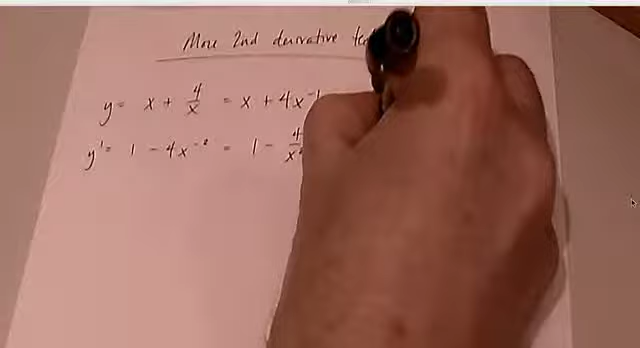 More 2nd derivative
y = x + 4/x = x + 4x⁻¹
y' = 1 - 4x⁻² = 1 - 4/x²